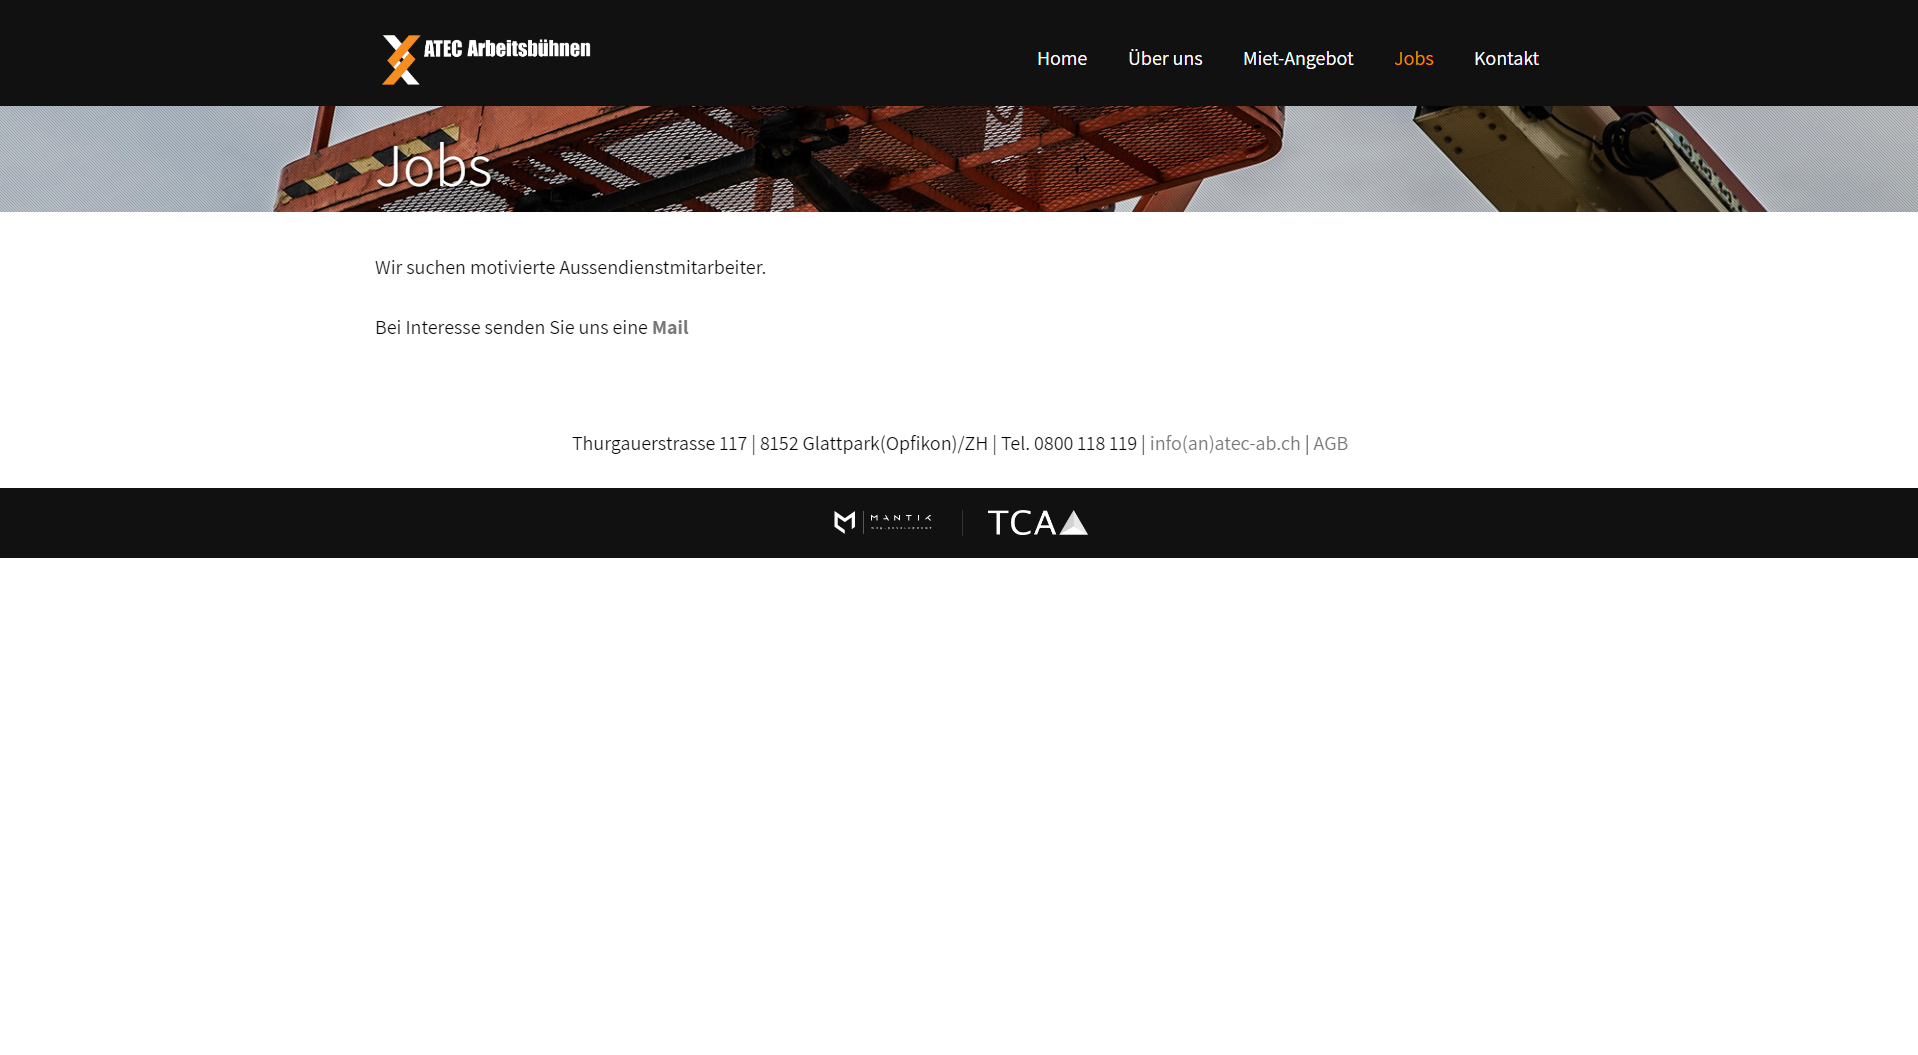 ATEC Arbeitsbühnen
Home
Über uns
Miet-Angebot
Jobs
Kontakt
Jobs
Wir suchen motivierte Aussendienstmitarbeiter.
Bei Interesse senden Sie uns eine Mail
Thurgauerstrasse 117 | 8152 Glattpark(Opfikon)/ZH | Tel. 0800 118 119 | info(an)atec-ab.ch | AGB
MANTIK
TCA